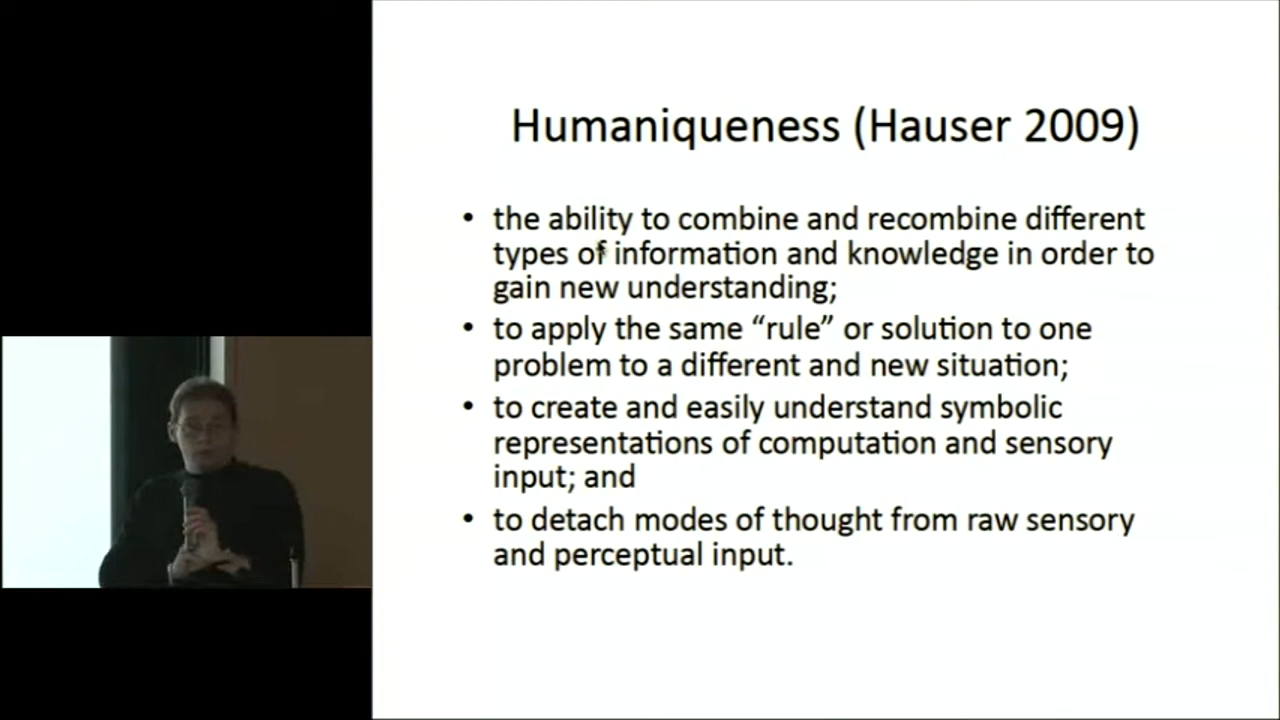 Humaniqueness (Hauser 2009)
• the ability to combine and recombine different
types of information and knowledge in order to
gain new understanding;
• to apply the same “rule” or solution to one
problem to a different and new situation;
• to create and easily understand symbolic
representations of computation and sensory
input; and
• to detach modes of thought from raw sensory
and perceptual input.